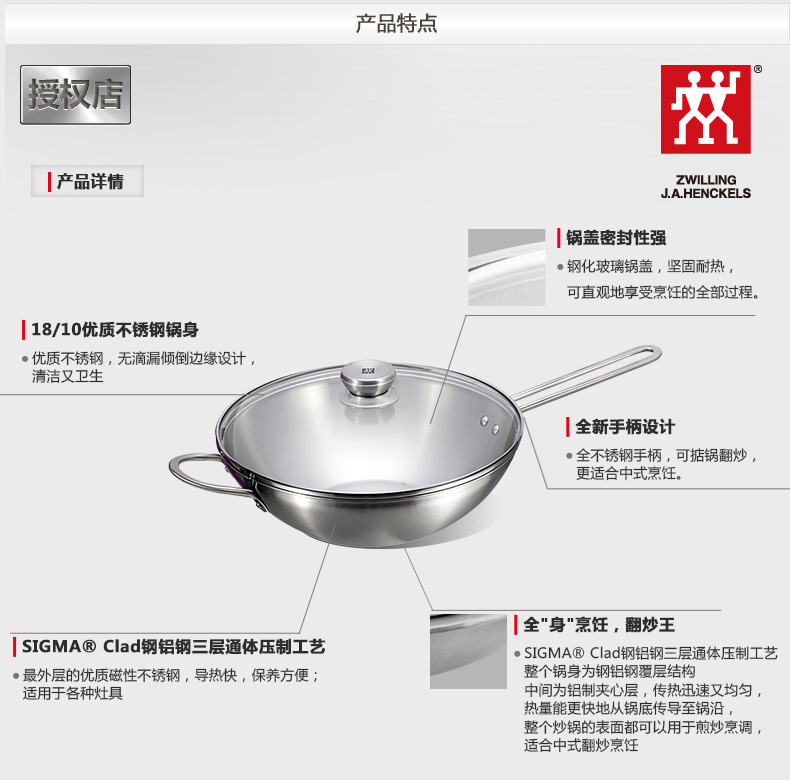 产品特点
授权店
®
ZWILLING
J.A.HENCKELS
产品详情
锅盖密封性强
钢化玻璃锅盖，坚固耐热，
可直观地享受烹饪的全部过程。
18/10优质不锈钢锅身
优质不锈钢，无滴漏倾倒边缘设计，
清洁又卫生
全新手柄设计
全不锈钢手柄，可掂锅翻炒，
更适合中式烹饪。
SIGMA® Clad钢铝钢三层通体压制工艺
最外层的优质磁性不锈钢，导热快，保养方便；
适用于各种灶具
全"身"烹饪，翻炒王
SIGMA® Clad钢铝钢三层通体压制工艺
整个锅身为钢铝钢覆层结构
中间为铝制夹心层，传热迅速又均匀，
热量能更快地从锅底传导至锅沿，
整个炒锅的表面都可以用于煎炒烹调，
适合中式翻炒烹饪